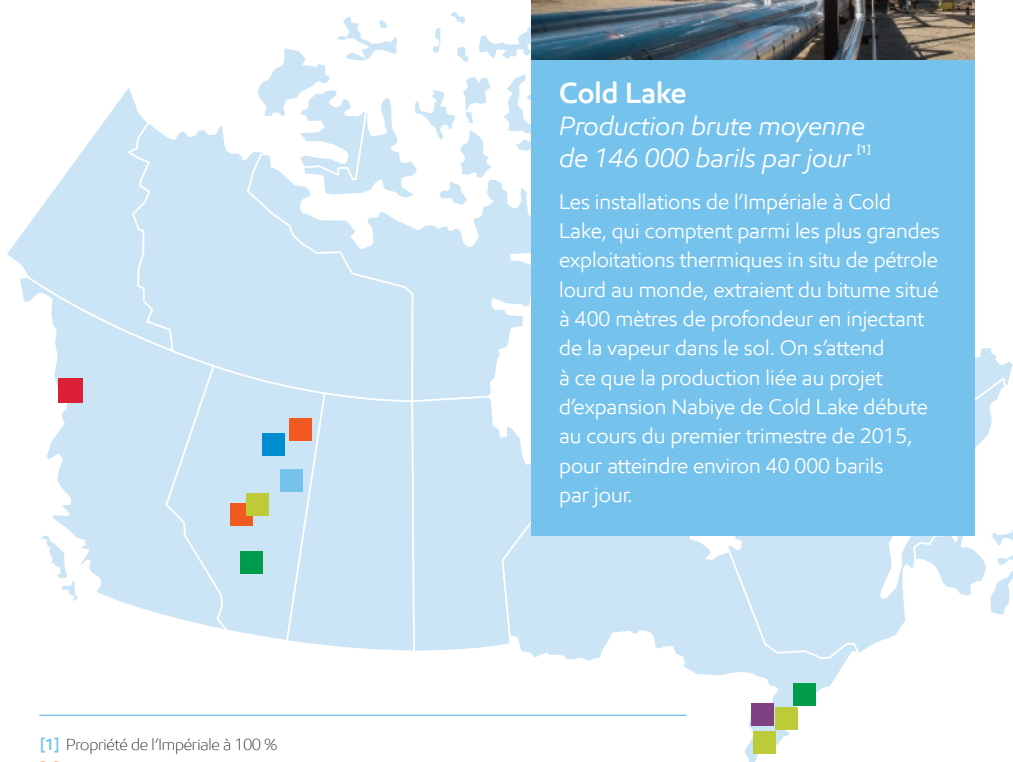 Cold Lake
Production brute moyenne
de 146 000 barils par jour [1]
Les installations de l’Impériale à Cold
Lake, qui comptent parmi les plus grandes
exploitations thermiques in situ de pétrole
lourd au monde, extraient du bitume situé
à 400 mètres de profondeur en injectant
de la vapeur dans le sol. On s’attend
à ce que la production liée au projet
d’expansion Nabiye de Cold Lake débute
au cours du premier trimestre de 2015,
pour atteindre environ 40 000 barils
par jour.
[1] Propriété de l’Impériale à 100 %